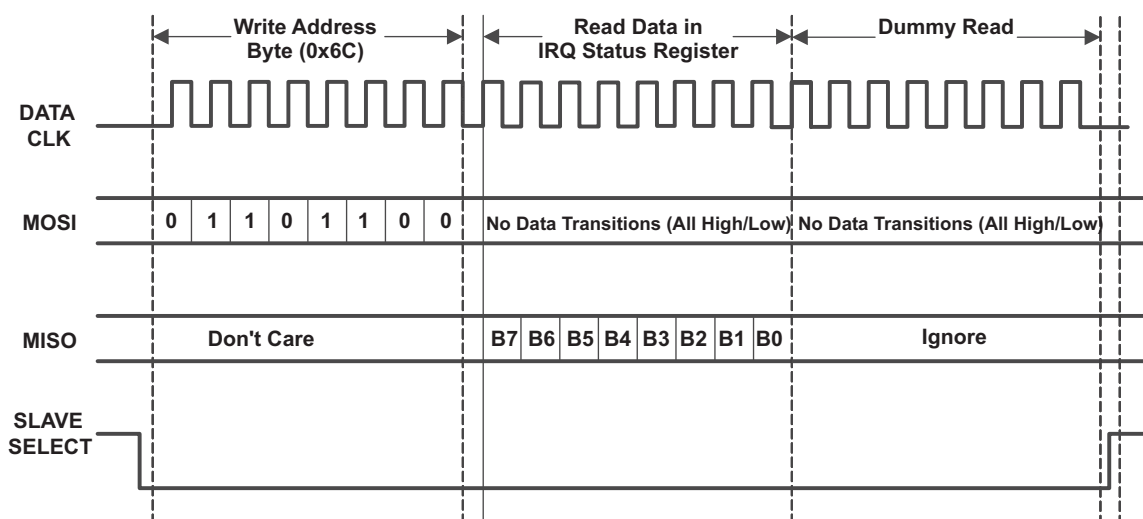 Write Address
Byte (0x6C)
Read Data in
IRQ Status Register
Dummy Read
DATA
CLK
MOSI
0 1 1 0 1 1 0 0
No Data Transitions (All High/Low)
No Data Transitions (All High/Low)
MISO
Don't Care
B7 B6 B5 B4 B3 B2 B1 B0
Ignore
SLAVE
SELECT